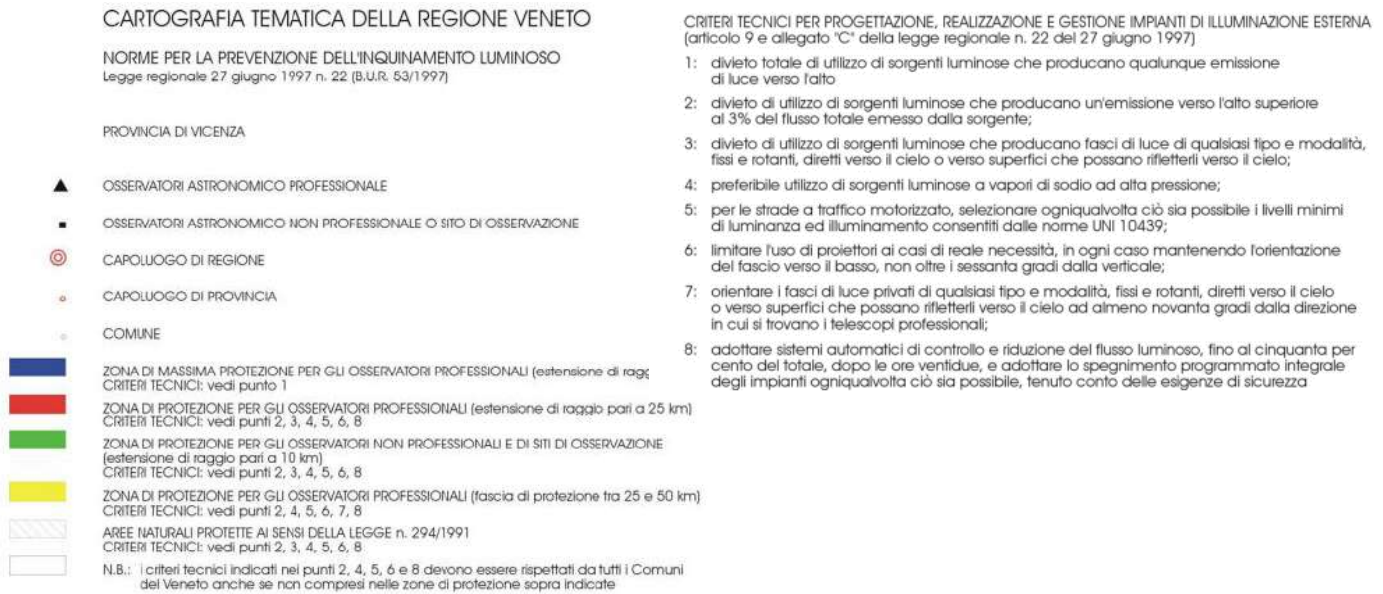 CARTOGRAFIA TEMATICA DELLA REGIONE VENETO
NORME PER LA PREVENZIONE DELL'INQUINAMENTO LUMINOSO
Legge regionale 27 giugno 1997 n. 22 (B.U.R. 53/1997)
PROVINCIA DI VICENZA
OSSERVATORI ASTRONOMICO PROFESSIONALE
OSSERVATORI ASTRONOMICO NON PROFESSIONALE O SITO DI OSSERVAZIONE
CAPOLUOGO DI REGIONE
CAPOLUOGO DI PROVINCIA
COMUNE
ZONA DI MASSIMA PROTEZIONE PER GLI OSSERVATORI PROFESSIONALI (estensione di ragg
CRITERI TECNICI: vedi punto 1
ZONA DI PROTEZIONE PER GLI OSSERVATORI PROFESSIONALI (estensione di raggio pari a 25 km)
CRITERI TECNICI: vedi punti 2, 3, 4, 5, 6, 8
ZONA DI PROTEZIONE PER GLI OSSERVATORI NON PROFESSIONALI E DI SITI DI OSSERVAZIONE
(estensione di raggio pari a 10 km)
CRITERI TECNICI: vedi punti 2, 3, 4, 5, 6, 8
ZONA DI PROTEZIONE PER GLI OSSERVATORI PROFESSIONALI (fascia di protezione tra 25 e 50 km)
CRITERI TECNICI: vedi punti 2, 4, 5, 6, 7, 8
AREE NATURALI PROTETTE AI SENSI DELLA LEGGE n. 294/1991
CRITERI TECNICI: vedi punti 2, 3, 4, 5, 6, 8
N.B.: i criteri tecnici indicati nei punti 2, 4, 5, 6 e 8 devono essere rispettati da tutti i Comuni
del Veneto anche se non compresi nelle zone di protezione sopra indicate
CRITERI TECNICI PER PROGETTAZIONE, REALIZZAZIONE E GESTIONE IMPIANTI DI ILLUMINAZIONE ESTERNA
(articolo 9 e allegato "C" della legge regionale n. 22 del 27 giugno 1997)
1: divieto totale di utilizzo di sorgenti luminose che producano qualunque emissione
di luce verso l'alto
2: divieto di utilizzo di sorgenti luminose che producano un'emissione verso l'alto superiore
al 3% del flusso totale emesso dalla sorgente;
3: divieto di utilizzo di sorgenti luminose che producano fasci di luce di qualsiasi tipo e modalità,
fissi e rotanti, diretti verso il cielo o verso superfici che possano rifletterli verso il cielo;
4: preferibile utilizzo di sorgenti luminose a vapori di sodio ad alta pressione;
5: per le strade a traffico motorizzato, selezionare ogniqualvolta ciò sia possibile i livelli minimi
di luminanza ed illuminamento consentiti dalle norme UNI 10439;
6: limitare l'uso di proiettori ai casi di reale necessità, in ogni caso mantenendo l'orientazione
del fascio verso il basso, non oltre i sessanta gradi dalla verticale;
7: orientare i fasci di luce privati di qualsiasi tipo e modalità, fissi e rotanti, diretti verso il cielo
o verso superfici che possano rifletterli verso il cielo ad almeno novanta gradi dalla direzione
in cui si trovano i telescopi professionali;
8: adottare sistemi automatici di controllo e riduzione del flusso luminoso, fino al cinquanta per
cento del totale, dopo le ore ventidue, e adottare lo spegnimento programmato integrale
degli impianti ogniqualvolta ciò sia possibile, tenuto conto delle esigenze di sicurezza